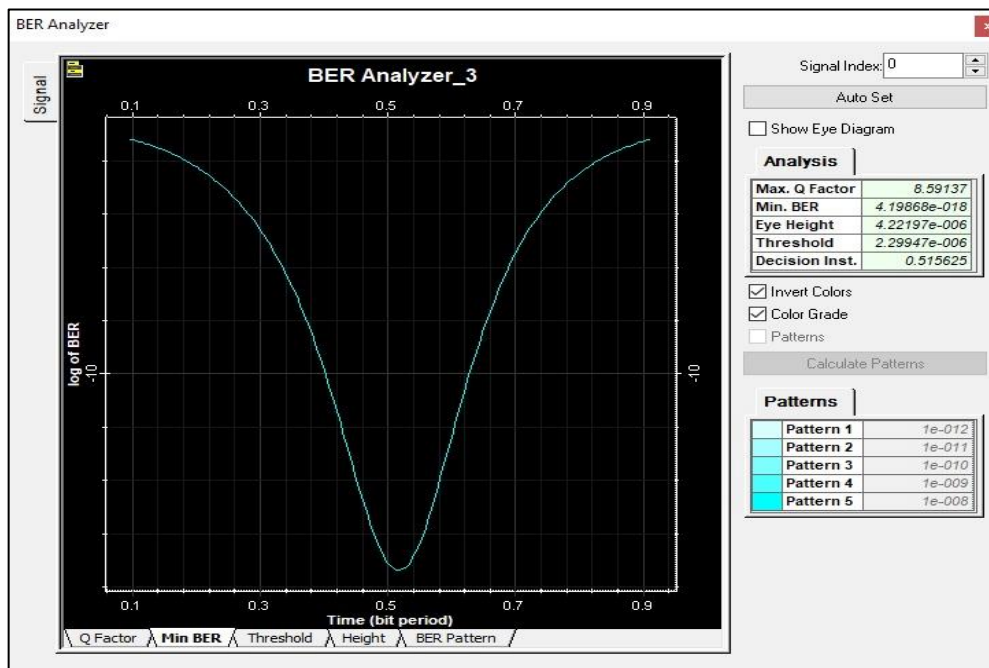 BER Analyzer
x
Signal
BER Analyzer_3
0.1 0.3 0.5 0.7 0.9
log of BER
-10
-10
0.1 0.3 0.5 0.7 0.9
Time (bit period)
Q Factor Min BER Threshold Height BER Pattern
Signal Index: 0
Auto Set
Show Eye Diagram
Analysis
Max. Q Factor 8.59137
Min. BER 4.19868e-018
Eye Height 4.22197e-006
Threshold 2.29947e-006
Decision Inst. 0.515625
Invert Colors
Color Grade
Patterns
Calculate Patterns
Patterns
Pattern 1 1e-012
Pattern 2 1e-011
Pattern 3 1e-010
Pattern 4 1e-009
Pattern 5 1e-008